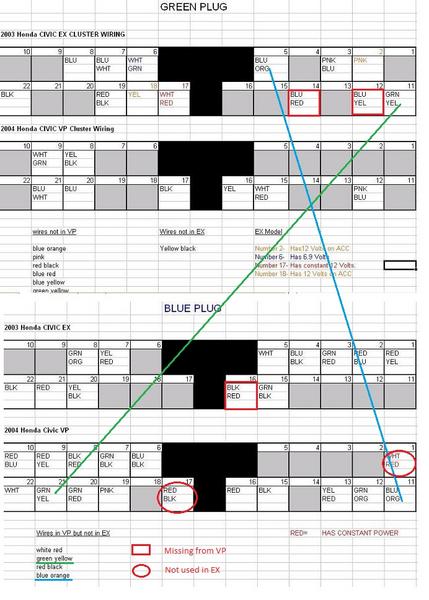 GREEN PLUG
2003 Honda CIVIC EX CLUSTER WIRING
10 9 8 7 6 5 4 3 2 1
BLU BLU WHT BLU PNK PNK
WHT GRN ORG BLU
22 21 20 19 18 17 16 15 14 13 12 11
BLK RED YEL WHT BLU BLU GRN
BLK RED RED YEL YEL
2004 Honda CIVIC VP Cluster Wiring
10 9 8 7 6 5 4 3 2 1
WHT YEL
GRN BLK
22 21 20 19 18 17 16 15 14 13 12 11
BLU BLU BLK YEL WHT PNK
WHT WHT RED BLU
wires not in VP Wires not in EX EX Model
blue orange Yellow black Number 2- Has12 Volts on ACC
pink Number 6- Has 6.9 Volts
red black Number 17- Has constant 12 Volts.
blue red Number 18- Has 12 Volts on ACC
blue yellow
green yellow
BLUE PLUG
2003 Honda CIVIC EX
10 9 8 7 6 5 4 3 2 1
GRN YEL WHT BLU GRN RED YEL
ORG RED BLU GRN BLU RED
22 21 20 19 18 17 16 15 14 13 12 11
BLK RED YEL BLK GRN
BLK RED YEL
2004 Honda Civic VP
10 9 8 7 6 5 4 3 2 1
RED RED BLK RED YEL WHT
BLU YEL GRN BLU RED RED
22 21 20 19 18 17 16 15 14 13 12 11
WHT GRN RED PNK RED RED BLK YEL GRN BLU
YEL BLK BLK ORG ORG
Wires in VP but not in EX RED= HAS CONSTANT POWER
white red Missing from VP
green yellow
red black Not used in EX
blue orange